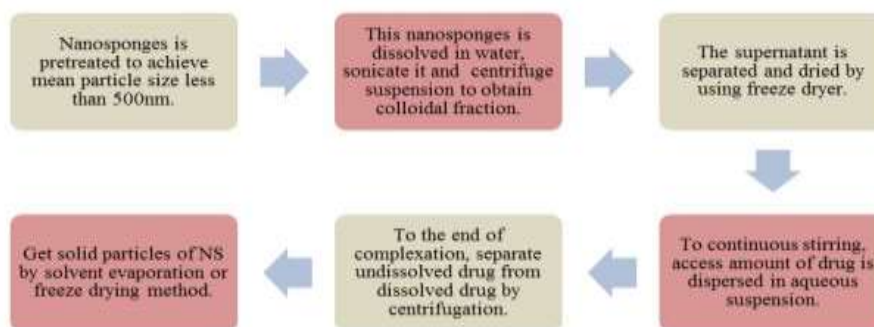 Nanosponges is
pretreated to achieve
mean particle size less
than 500nm.
This nanosponges is
dissolved in water,
sonicate it and centrifuge
suspension to obtain
colloidal fraction.
The supernatant is
separated and dried by
using freeze dryer.
To continuous stirring,
access amount of drug is
dispersed in aqueous
suspension.
To the end of
complexation, separate
undissolved drug from
dissolved drug by
centrifugation.
Get solid particles of NS
by solvent evaporation or
freeze drying method.